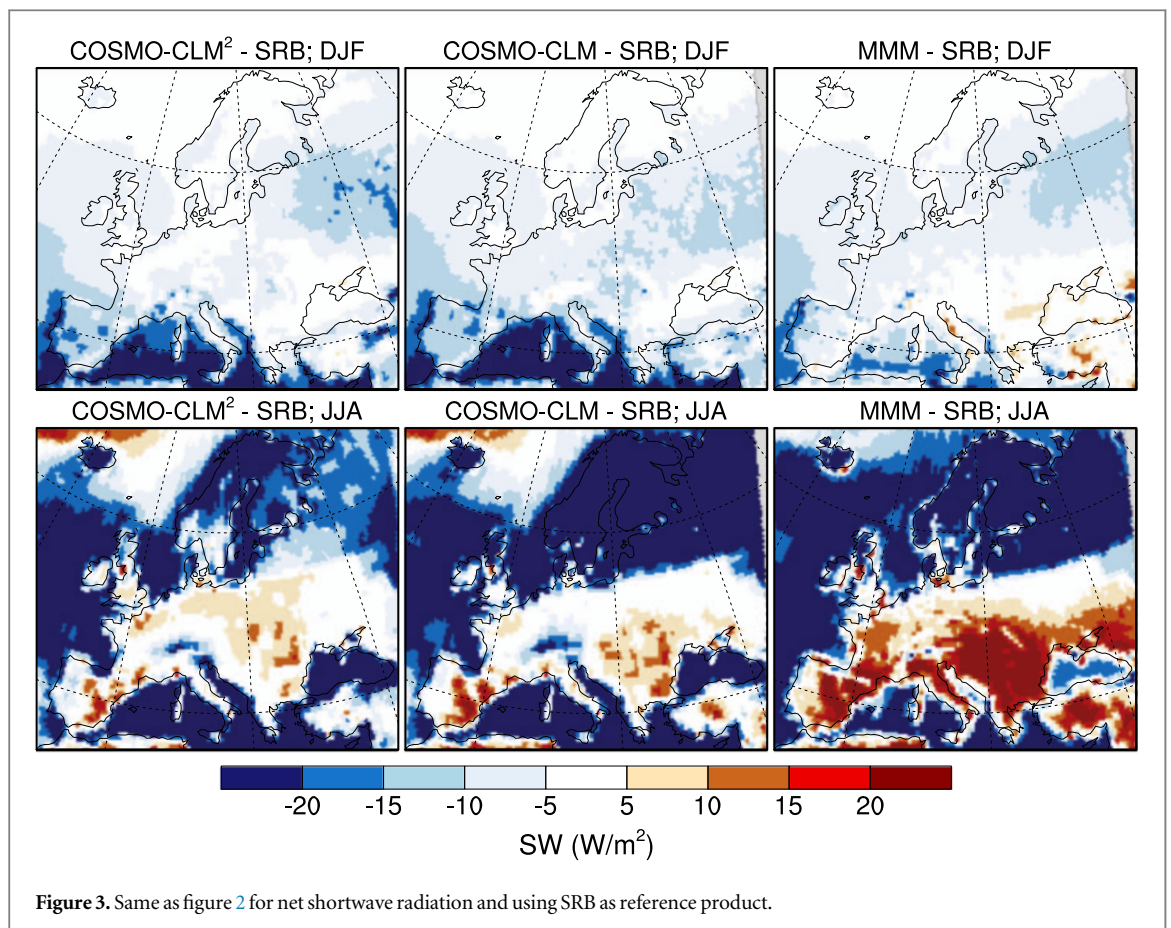 COSMO-CLM² - SRB; DJF
COSMO-CLM - SRB; DJF
MMM - SRB; DJF
COSMO-CLM² - SRB; JJA
COSMO-CLM - SRB; JJA
MMM - SRB; JJA
-20 -15 -10 -5 5 10 15 20
SW (W/m²)
Figure 3. Same as figure 2 for net shortwave radiation and using SRB as reference product.